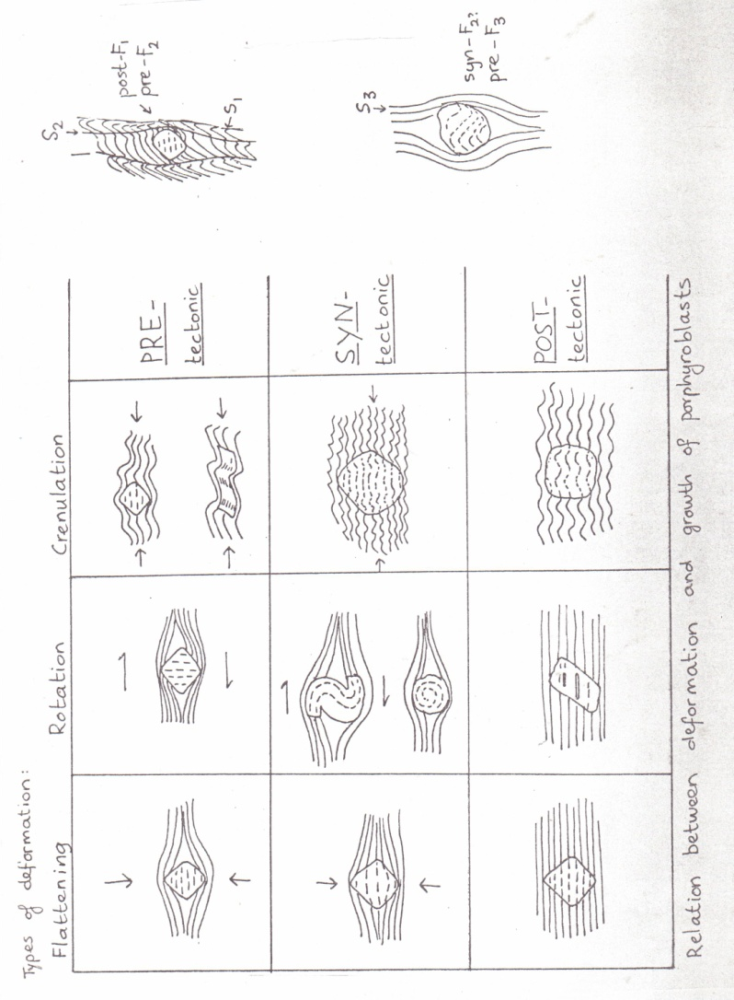 Types of deformation:
Flattening
Rotation
Crenulation
PRE-
tectonic
SYN-
tectonic
POST-
tectonic
S2
post-F1
pre-F2
S1
S3
syn-F2?
pre-F3
Relation between deformation and growth of porphyroblasts